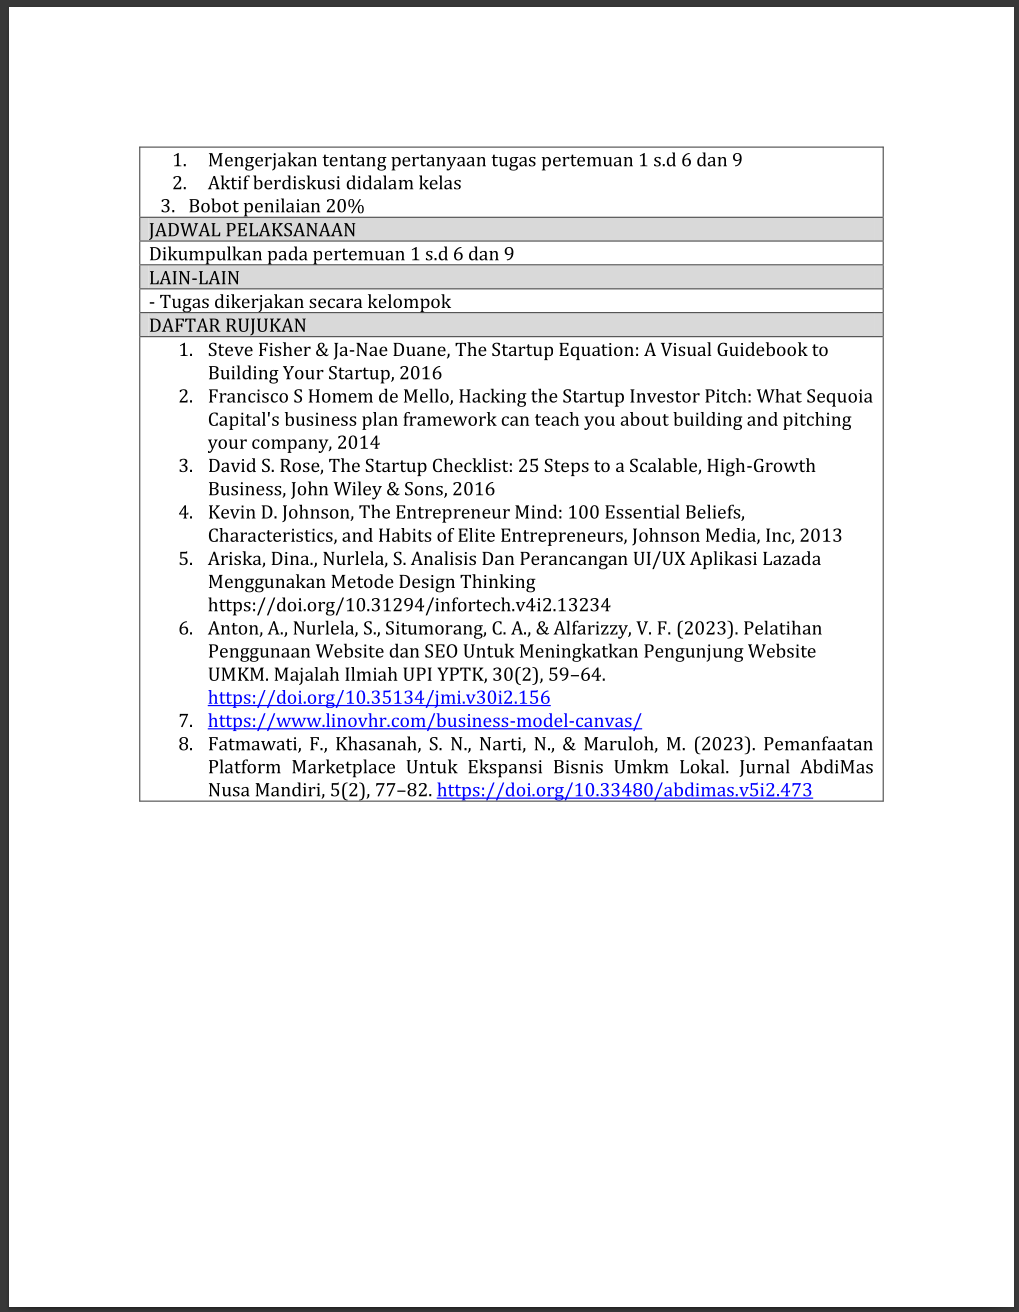 1. Mengerjakan tentang pertanyaan tugas pertemuan 1 s.d 6 dan 9
2. Aktif berdiskusi didalam kelas
3. Bobot penilaian 20%
JADWAL PELAKSANAAN
Dikumpulkan pada pertemuan 1 s.d 6 dan 9
LAIN-LAIN
- Tugas dikerjakan secara kelompok
DAFTAR RUJUKAN
1. Steve Fisher & Ja-Nae Duane, The Startup Equation: A Visual Guidebook to
Building Your Startup, 2016
2. Francisco S Homem de Mello, Hacking the Startup Investor Pitch: What Sequoia
Capital's business plan framework can teach you about building and pitching
your company, 2014
3. David S. Rose, The Startup Checklist: 25 Steps to a Scalable, High-Growth
Business, John Wiley & Sons, 2016
4. Kevin D. Johnson, The Entrepreneur Mind: 100 Essential Beliefs,
Characteristics, and Habits of Elite Entrepreneurs, Johnson Media, Inc, 2013
5. Ariska, Dina., Nurlela, S. Analisis Dan Perancangan UI/UX Aplikasi Lazada
Menggunakan Metode Design Thinking
https://doi.org/10.31294/infortech.v4i2.13234
6. Anton, A., Nurlela, S., Situmorang, C. A., & Alfarizzy, V. F. (2023). Pelatihan
Penggunaan Website dan SEO Untuk Meningkatkan Pengunjung Website
UMKM. Majalah Ilmiah UPI YPTK, 30(2), 59–64.
https://doi.org/10.35134/jmi.v30i2.156
7. https://www.linovhr.com/business-model-canvas/
8. Fatmawati, F., Khasanah, S. N., Narti, N., & Maruloh, M. (2023). Pemanfaatan
Platform Marketplace Untuk Ekspansi Bisnis Umkm Lokal. Jurnal AbdiMas
Nusa Mandiri, 5(2), 77–82. https://doi.org/10.33480/abdimas.v5i2.473